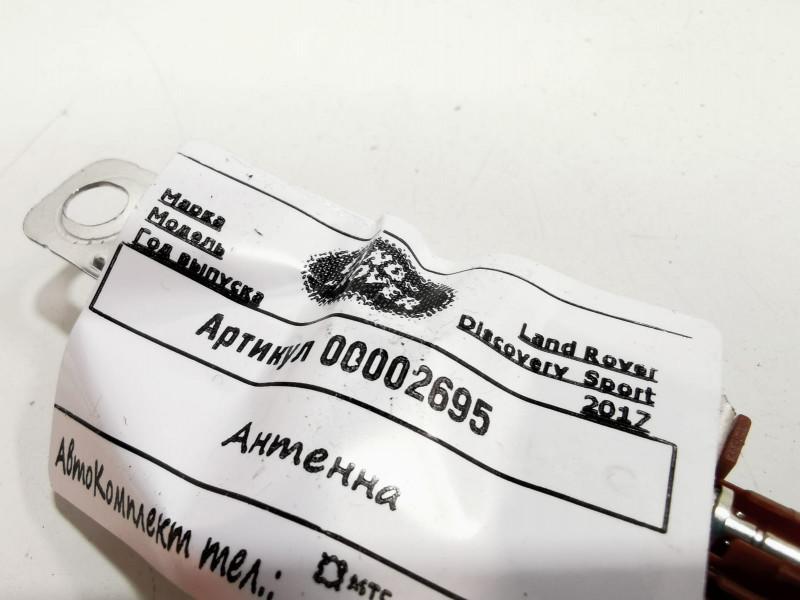 Марка
Модель
Год выпуска
Land Rover
Discovery Sport
2017
Артикул 00002695
Антенна
АвтоКомплект тел.:
МТС